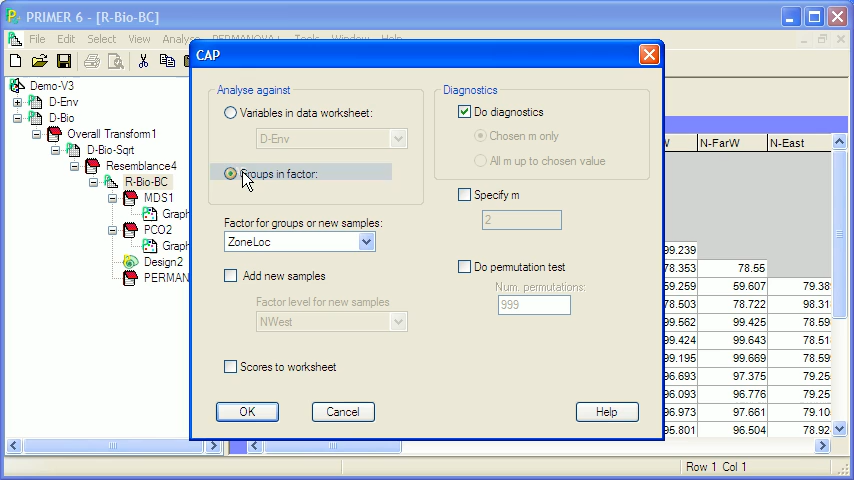 PRIMER 6 - [R-Bio-BC]
File Edit Select View Analyse PERMANOVA+ Tools Window Help
CAP
Demo-V3
D-Env
D-Bio
Overall Transform1
D-Bio-Sqrt
Resemblance4
R-Bio-BC
MDS1
Graph
PCO2
Graph
Design2
PERMAN
Analyse against
Variables in data worksheet:
D-Env
Groups in factor:
Factor for groups or new samples:
ZoneLoc
Add new samples
Factor level for new samples
NWest
Scores to worksheet
Diagnostics
Do diagnostics
Chosen m only
All m up to chosen value
Specify m
2
Do permutation test
Num. permutations:
999
OK
Cancel
Help
W N-FarW N-East
99.239
78.353 78.55
59.259 59.607 79.38
78.503 78.722 98.31
99.562 99.425 78.59
99.424 99.643 78.51
99.195 99.669 78.59
96.693 97.375 79.25
96.093 96.776 79.25
96.973 97.661 79.10
95.801 96.504 78.92
Row 1 Col 1